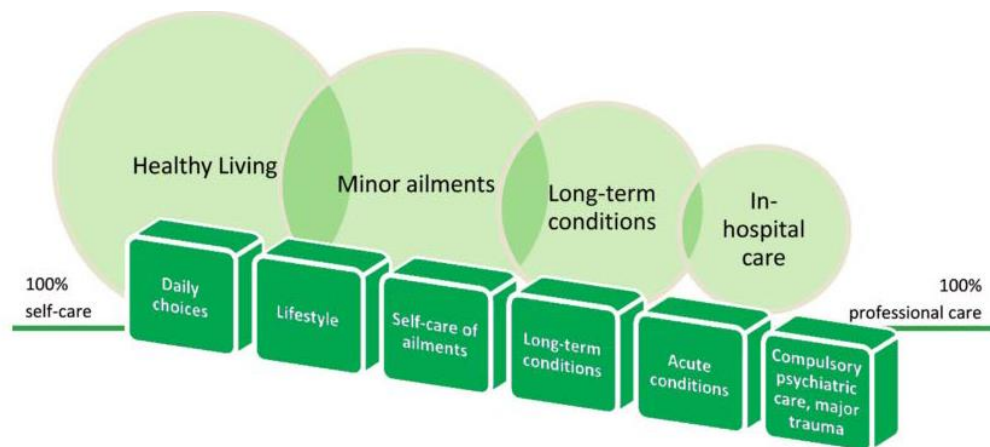 Healthy Living
Minor ailments
Long-term
conditions
In-
hospital
care
100%
self-care
Daily
choices
Lifestyle
Self-care of
ailments
Long-term
conditions
Acute
conditions
Compulsory
psychiatric
care, major
trauma
100%
professional care